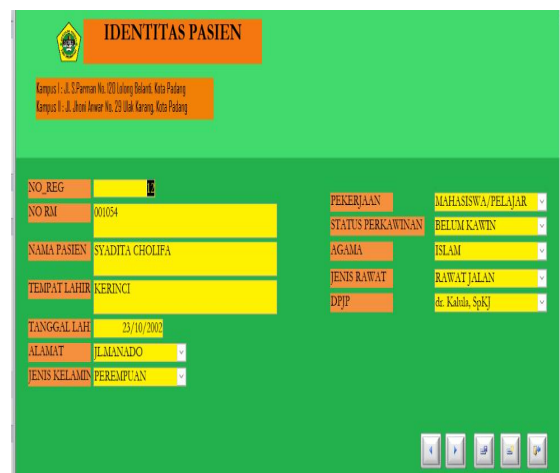 IDENTITAS PASIEN
Kampus I : Jl. S.Parman No. 120 Lolong Belanti, Kota Padang
Kampus II : Jl. Jhoni Anwar No. 29 Ulak Karang, Kota Padang
NO_REG 12
NO RM 001054
NAMA PASIEN SYADITA CHOLIFA
TEMPAT LAHIR KERINCI
TANGGAL LAH 23/10/2002
ALAMAT JL.MANADO
JENIS KELAMIN PEREMPUAN
PEKERJAAN MAHASISWA/PELAJAR
STATUS PERKAWINAN BELUM KAWIN
AGAMA ISLAM
JENIS RAWAT RAWAT JALAN
DPJP dr. Kalula, SpKJ